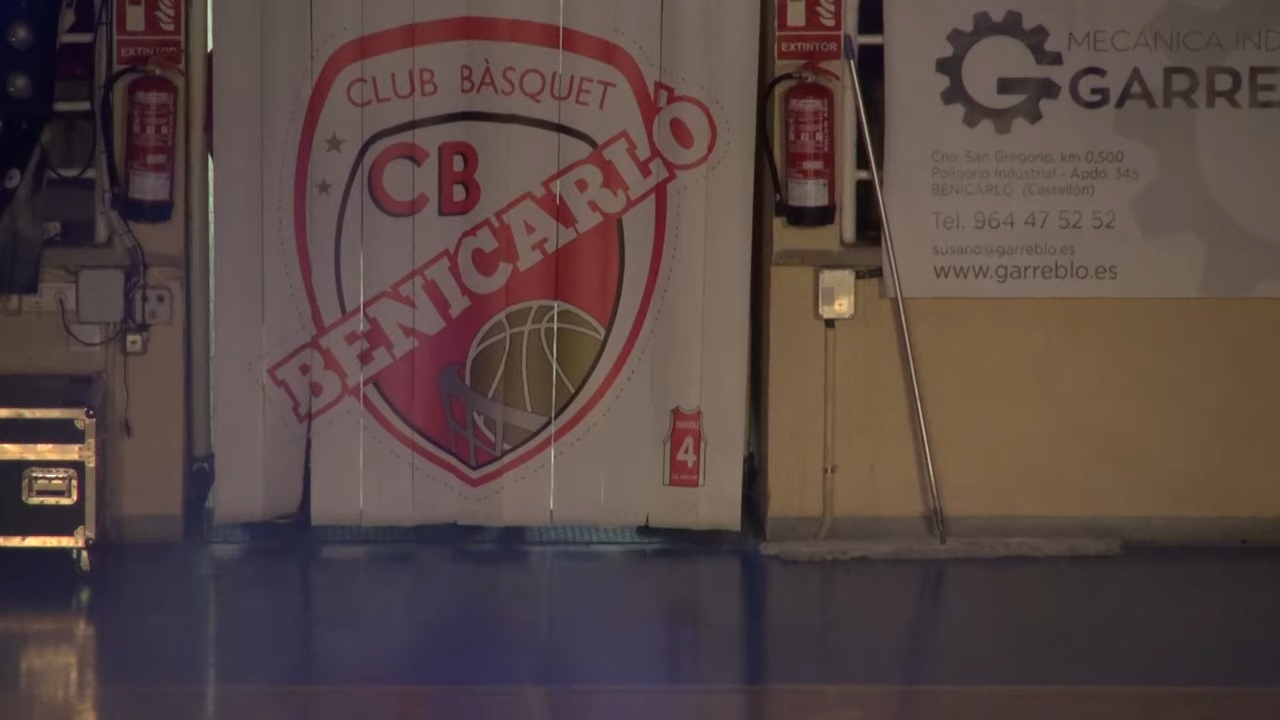 EXTINTOR
CLUB BÀSQUET
CB
BENICARLÓ
4
EXTINTOR
MECÁNICA IND
GARRE
Cno. San Gregorio, km 0,500
Polígono Industrial - Apdo. 345
BENICARLÓ (Castellón)
Tel. 964 47 52 52
susana@garreblo.es
www.garreblo.es